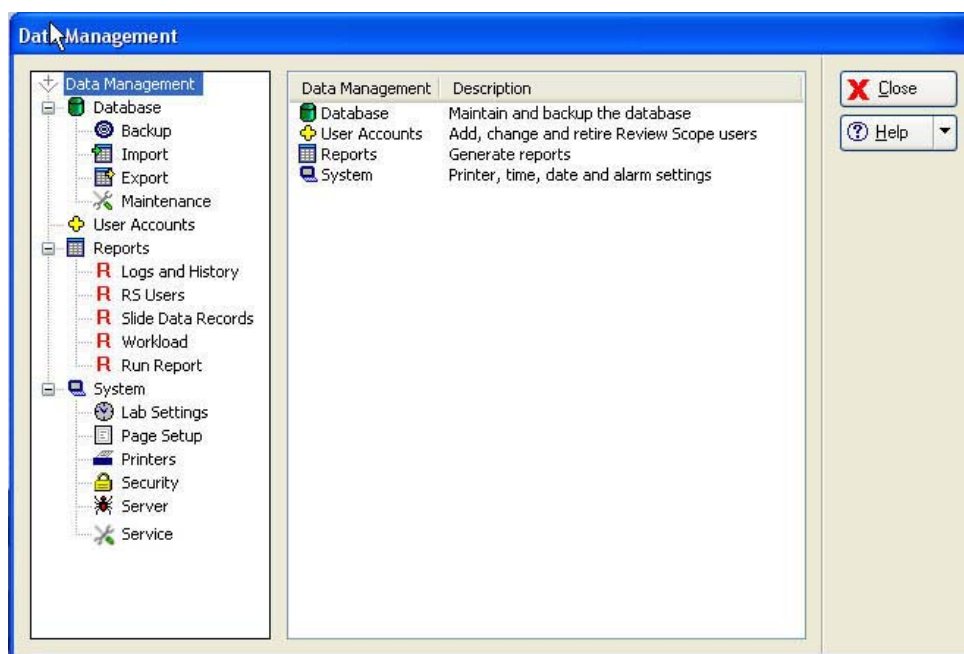 Data Management
Data Management
Database
Backup
Import
Export
Maintenance
User Accounts
Reports
R Logs and History
R RS Users
R Slide Data Records
R Workload
R Run Report
System
Lab Settings
Page Setup
Printers
Security
Server
Service
Data Management Description
Database Maintain and backup the database
User Accounts Add, change and retire Review Scope users
Reports Generate reports
System Printer, time, date and alarm settings
X Close
? Help